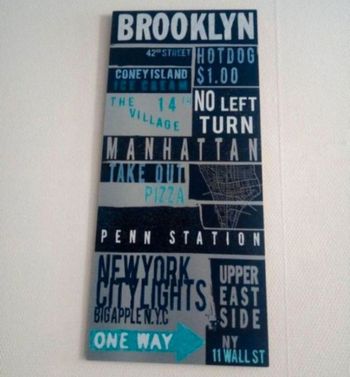 BROOKLYN
42ND STREET
HOTDOG
$1.00
CONEY ISLAND
ICE CREAM
THE VILLAGE
14TH
NO LEFT
TURN
MANHATTAN
TAKE OUT
PIZZA
PENN STATION
NEWYORK
CITYLIGHTS
BIGAPPLE N.Y.C
UPPER
EAST
SIDE
NY
11 WALL ST
ONE WAY